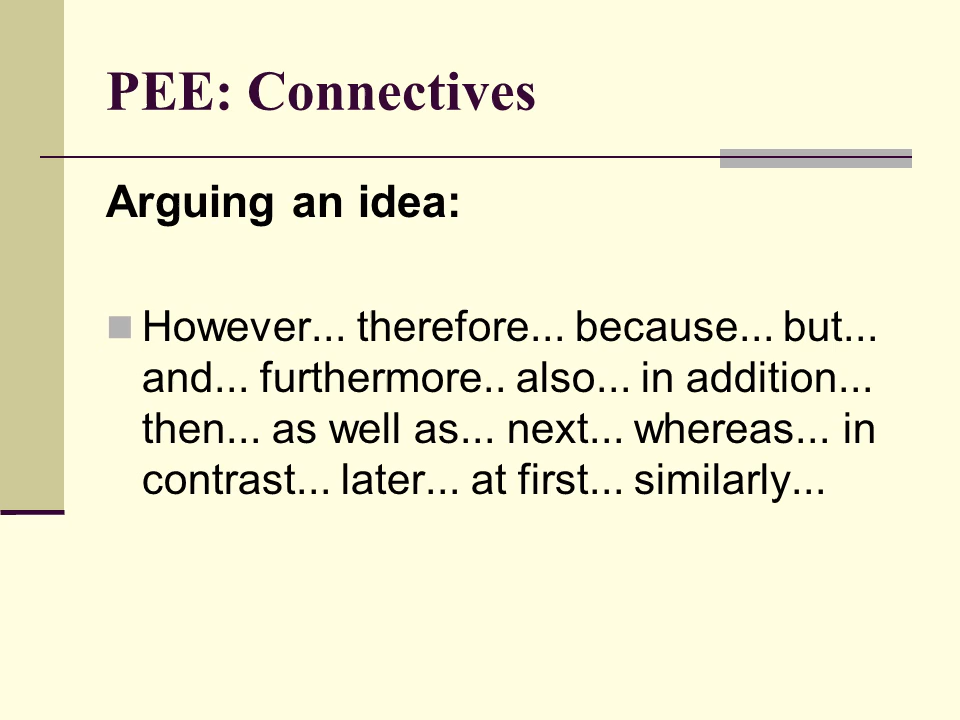 PEE: Connectives
Arguing an idea:
However... therefore... because... but...
and... furthermore.. also... in addition...
then... as well as... next... whereas... in
contrast... later... at first... similarly...